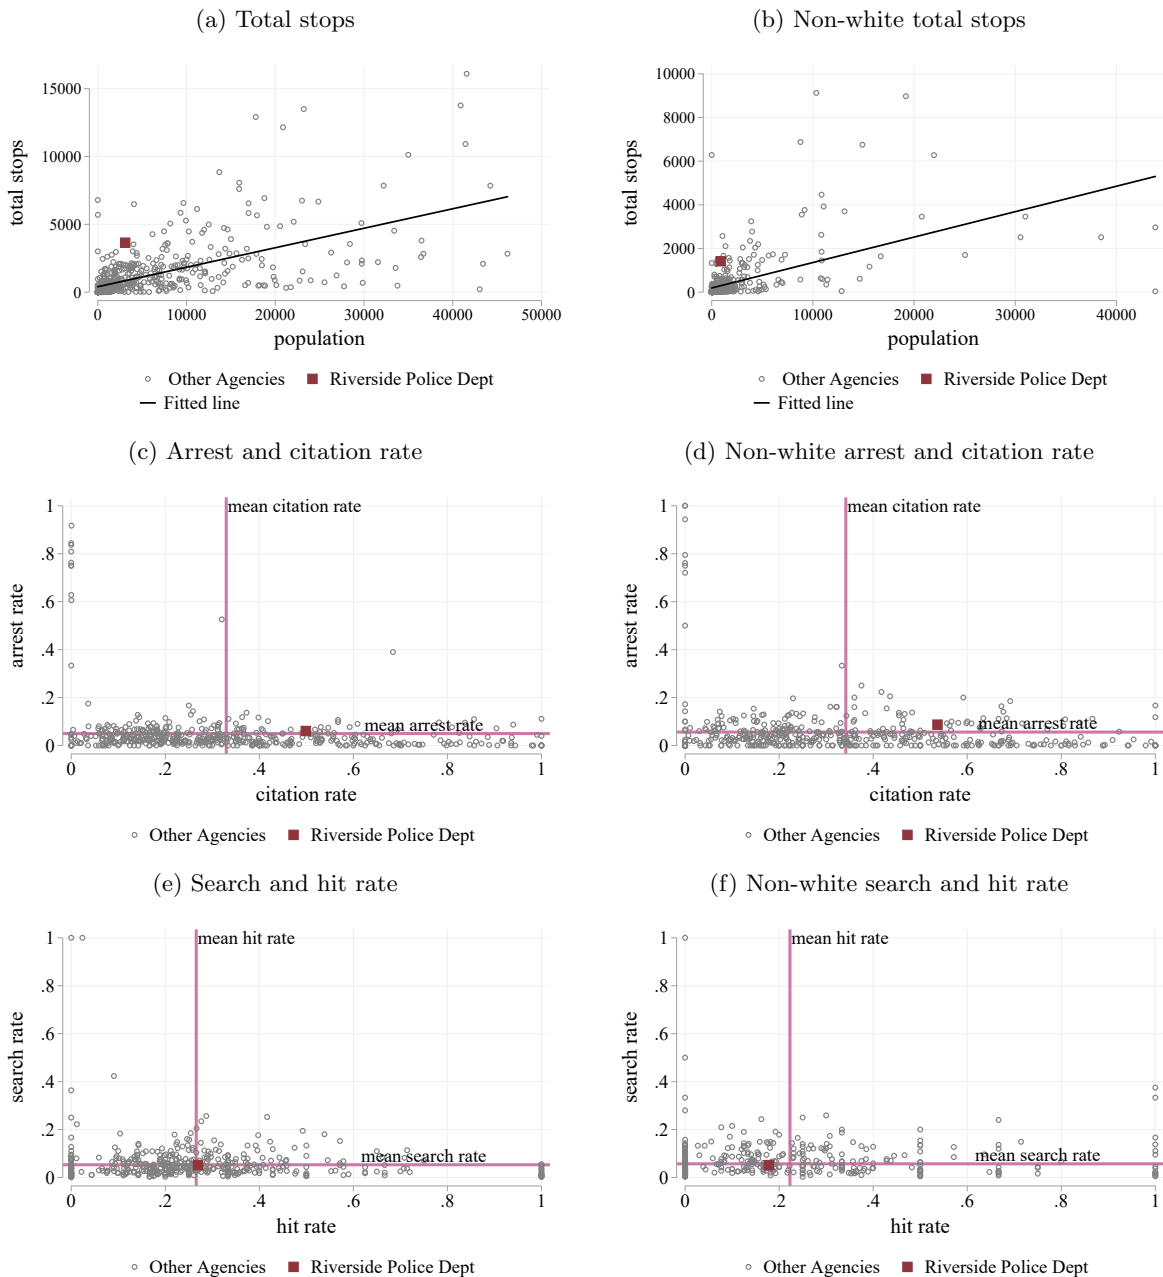 (a) Total stops
(b) Non-white total stops
total stops
15000
10000
5000
0
0 10000 20000 30000 40000 50000
population
Other Agencies Riverside Police Dept
Fitted line
total stops
10000
8000
6000
4000
2000
0
0 10000 20000 30000 40000
population
Other Agencies Riverside Police Dept
Fitted line
(c) Arrest and citation rate
(d) Non-white arrest and citation rate
arrest rate
1
.8
.6
.4
.2
0
mean citation rate
mean arrest rate
0 .2 .4 .6 .8 1
citation rate
Other Agencies Riverside Police Dept
arrest rate
1
.8
.6
.4
.2
0
mean citation rate
mean arrest rate
0 .2 .4 .6 .8 1
citation rate
Other Agencies Riverside Police Dept
(e) Search and hit rate
(f) Non-white search and hit rate
search rate
1
.8
.6
.4
.2
0
mean hit rate
mean search rate
0 .2 .4 .6 .8 1
hit rate
Other Agencies Riverside Police Dept
search rate
1
.8
.6
.4
.2
0
mean hit rate
mean search rate
0 .2 .4 .6 .8 1
hit rate
Other Agencies Riverside Police Dept